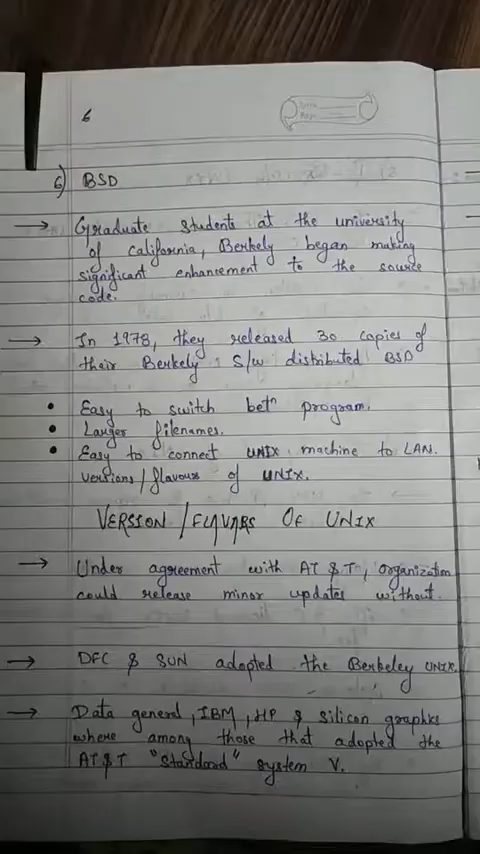 6
6) BSD
→ Graduate students at the university
of california, Berkely began making
significant enhancement to the source
code.
→ In 1978, they released 30 copies of
their Berkely S/w distributed BSD
• Easy to switch betn program.
• Larger filenames.
• Easy to connect UNIX machine to LAN.
versions/flavours of UNIX.
VERSION / FLAVARS OF UNIX
→ Under agreement with AT & T, organization
could release minor updates without.
→ DFC & SUN adopted the Berkeley UNIX.
→ Data general, IBM, HP & Silicon graphics
where among those that adopted the
AT&T "Standard" system V.